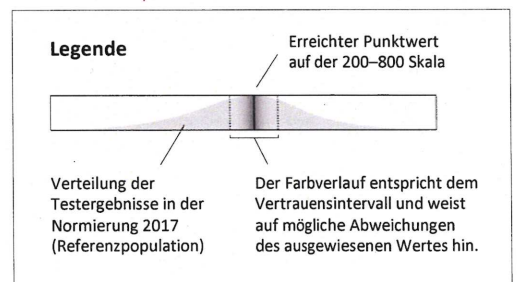 Legende
Erreichter Punktwert
auf der 200–800 Skala
Verteilung der
Testergebnisse in der
Normierung 2017
(Referenzpopulation)
Der Farbverlauf entspricht dem
Vertrauensintervall und weist
auf mögliche Abweichungen
des ausgewiesenen Wertes hin.